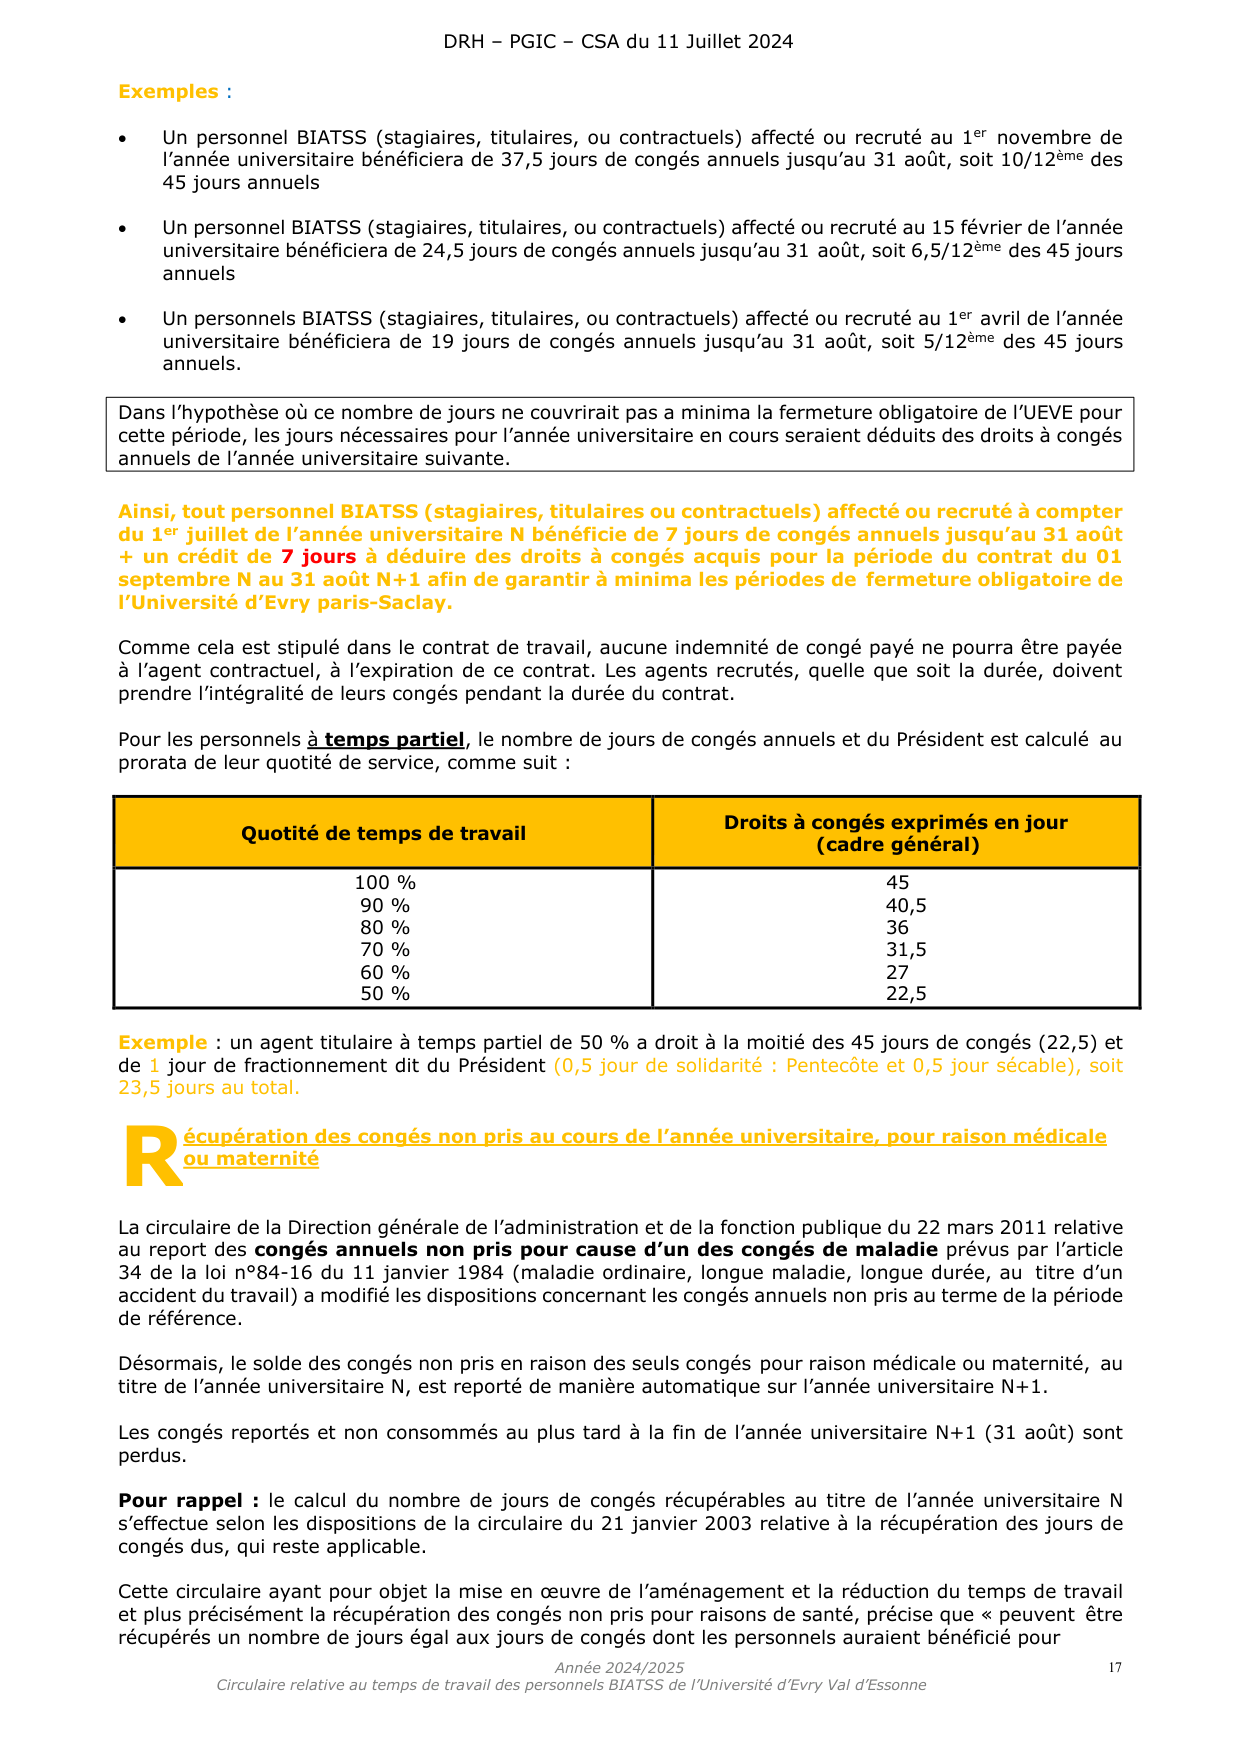 DRH – PGIC – CSA du 11 Juillet 2024
Exemples :
• Un personnel BIATSS (stagiaires, titulaires, ou contractuels) affecté ou recruté au 1er novembre de
l’année universitaire bénéficiera de 37,5 jours de congés annuels jusqu’au 31 août, soit 10/12ème des
45 jours annuels
• Un personnel BIATSS (stagiaires, titulaires, ou contractuels) affecté ou recruté au 15 février de l’année
universitaire bénéficiera de 24,5 jours de congés annuels jusqu’au 31 août, soit 6,5/12ème des 45 jours
annuels
• Un personnels BIATSS (stagiaires, titulaires, ou contractuels) affecté ou recruté au 1er avril de l’année
universitaire bénéficiera de 19 jours de congés annuels jusqu’au 31 août, soit 5/12ème des 45 jours
annuels.
Dans l’hypothèse où ce nombre de jours ne couvrirait pas a minima la fermeture obligatoire de l’UEVE pour
cette période, les jours nécessaires pour l’année universitaire en cours seraient déduits des droits à congés
annuels de l’année universitaire suivante.
Ainsi, tout personnel BIATSS (stagiaires, titulaires ou contractuels) affecté ou recruté à compter
du 1er juillet de l’année universitaire N bénéficie de 7 jours de congés annuels jusqu’au 31 août
+ un crédit de 7 jours à déduire des droits à congés acquis pour la période du contrat du 01
septembre N au 31 août N+1 afin de garantir à minima les périodes de fermeture obligatoire de
l’Université d’Evry paris-Saclay.
Comme cela est stipulé dans le contrat de travail, aucune indemnité de congé payé ne pourra être payée
à l’agent contractuel, à l’expiration de ce contrat. Les agents recrutés, quelle que soit la durée, doivent
prendre l’intégralité de leurs congés pendant la durée du contrat.
Pour les personnels à temps partiel, le nombre de jours de congés annuels et du Président est calculé au
prorata de leur quotité de service, comme suit :
Quotité de temps de travail
Droits à congés exprimés en jour
(cadre général)
100 % 45
90 % 40,5
80 % 36
70 % 31,5
60 % 27
50 % 22,5
Exemple : un agent titulaire à temps partiel de 50 % a droit à la moitié des 45 jours de congés (22,5) et
de 1 jour de fractionnement dit du Président (0,5 jour de solidarité : Pentecôte et 0,5 jour sécable), soit
23,5 jours au total.
Récupération des congés non pris au cours de l’année universitaire, pour raison médicale
ou maternité
La circulaire de la Direction générale de l’administration et de la fonction publique du 22 mars 2011 relative
au report des congés annuels non pris pour cause d’un des congés de maladie prévus par l’article
34 de la loi n°84-16 du 11 janvier 1984 (maladie ordinaire, longue maladie, longue durée, au titre d’un
accident du travail) a modifié les dispositions concernant les congés annuels non pris au terme de la période
de référence.
Désormais, le solde des congés non pris en raison des seuls congés pour raison médicale ou maternité, au
titre de l’année universitaire N, est reporté de manière automatique sur l’année universitaire N+1.
Les congés reportés et non consommés au plus tard à la fin de l’année universitaire N+1 (31 août) sont
perdus.
Pour rappel : le calcul du nombre de jours de congés récupérables au titre de l’année universitaire N
s’effectue selon les dispositions de la circulaire du 21 janvier 2003 relative à la récupération des jours de
congés dus, qui reste applicable.
Cette circulaire ayant pour objet la mise en œuvre de l’aménagement et la réduction du temps de travail
et plus précisément la récupération des congés non pris pour raisons de santé, précise que « peuvent être
récupérés un nombre de jours égal aux jours de congés dont les personnels auraient bénéficié pour
Année 2024/2025 17
Circulaire relative au temps de travail des personnels BIATSS de l’Université d’Evry Val d’Essonne